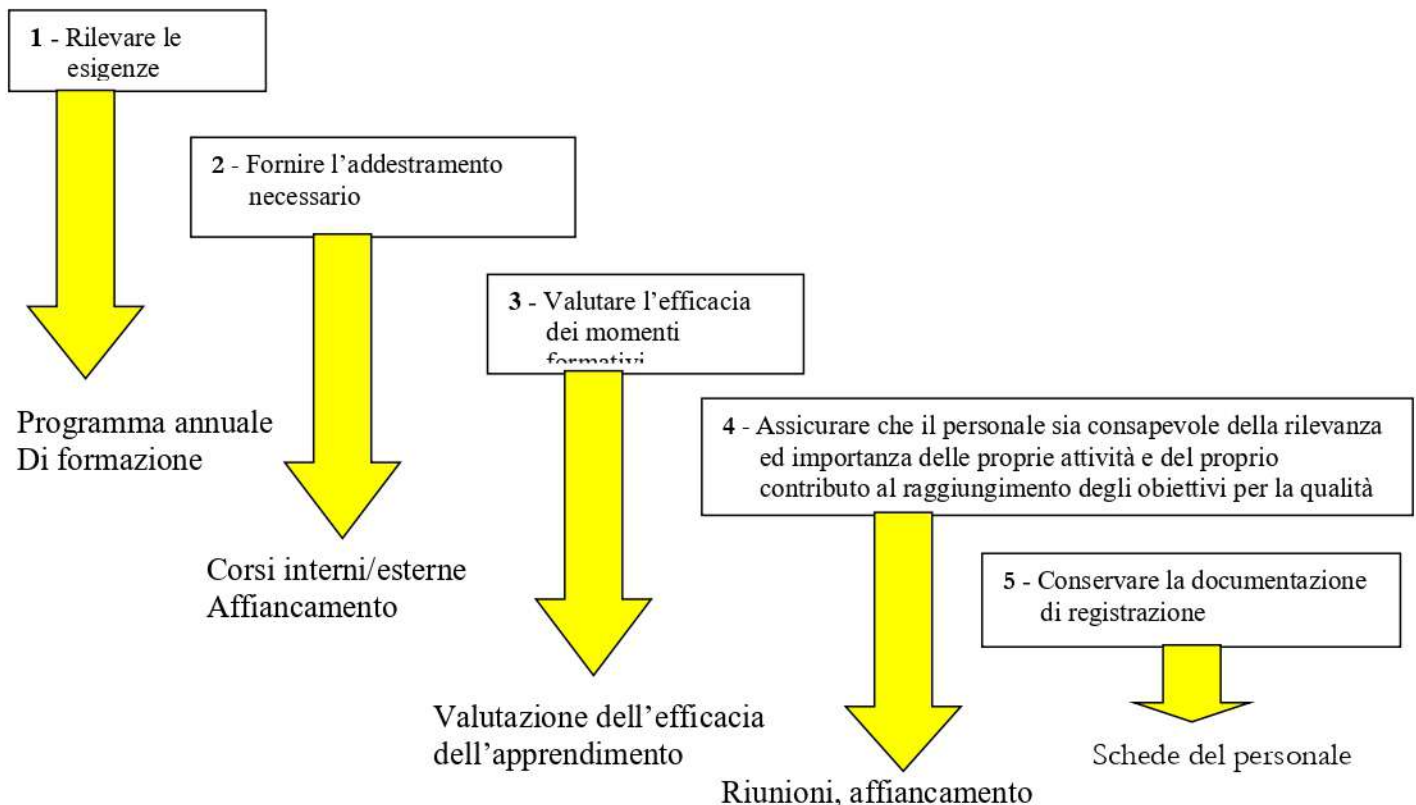 1 - Rilevare le
esigenze
2 - Fornire l’addestramento
necessario
3 - Valutare l’efficacia
dei momenti
formativi
Programma annuale
Di formazione
4 - Assicurare che il personale sia consapevole della rilevanza
ed importanza delle proprie attività e del proprio
contributo al raggiungimento degli obiettivi per la qualità
Corsi interni/esterne
Affiancamento
5 - Conservare la documentazione
di registrazione
Valutazione dell’efficacia
dell’apprendimento
Schede del personale
Riunioni, affiancamento